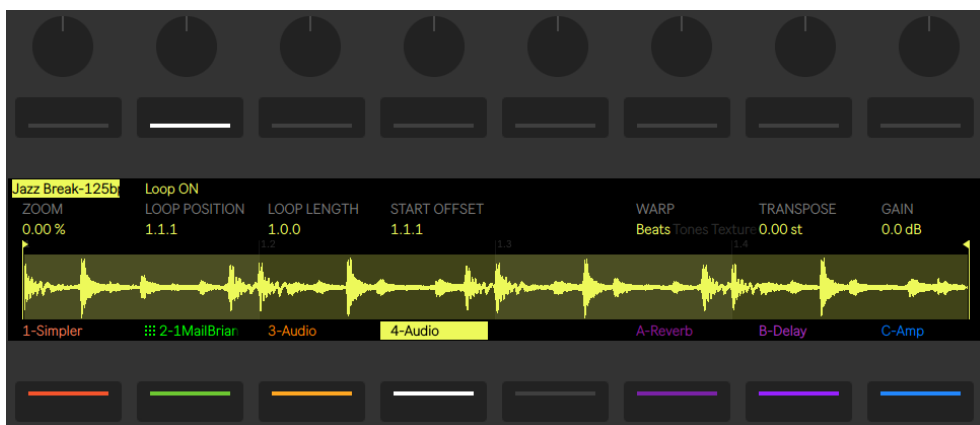 Jazz Break-125b Loop ON
ZOOM LOOP POSITION LOOP LENGTH START OFFSET WARP TRANSPOSE GAIN
0.00 % 1.1.1 1.0.0 1.1.1 Beats Tones Texture 0.00 st 0.0 dB
1.2 1.3 1.4
1-Simpler 2-1MailBriar 3-Audio 4-Audio A-Reverb B-Delay C-Amp